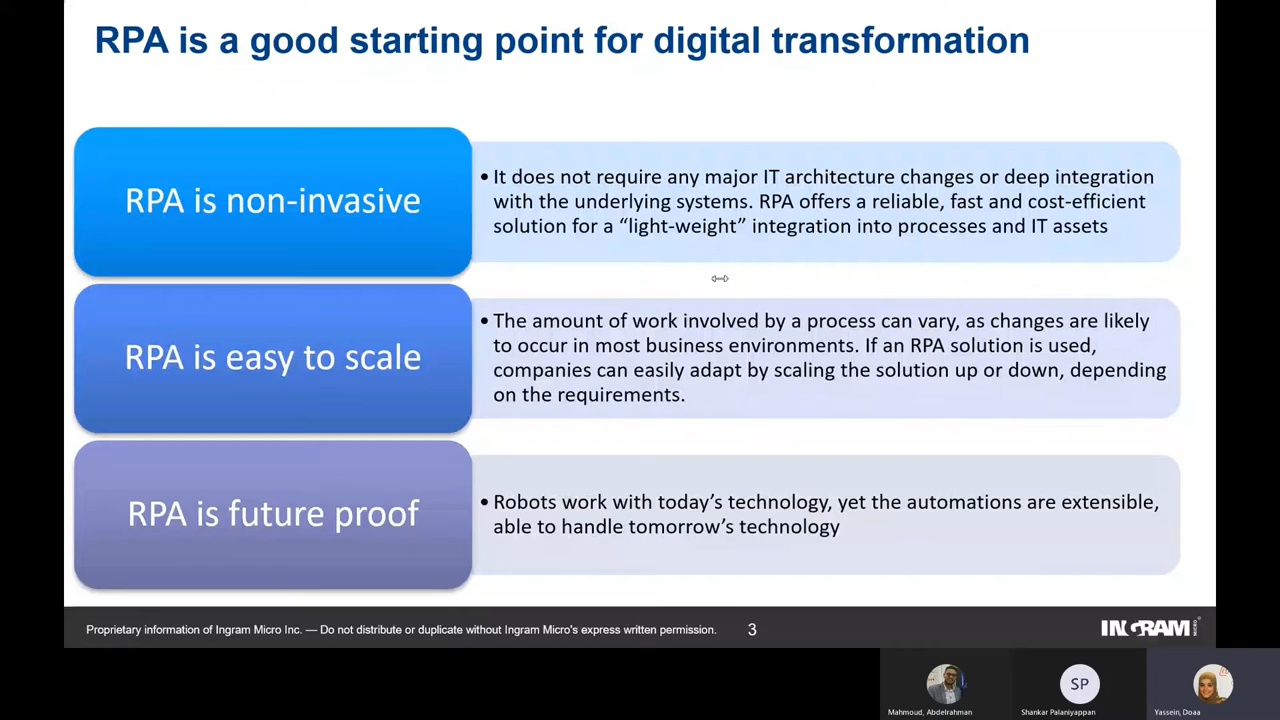 RPA is a good starting point for digital transformation
RPA is non-invasive
• It does not require any major IT architecture changes or deep integration
with the underlying systems. RPA offers a reliable, fast and cost-efficient
solution for a “light-weight” integration into processes and IT assets
RPA is easy to scale
• The amount of work involved by a process can vary, as changes are likely
to occur in most business environments. If an RPA solution is used,
companies can easily adapt by scaling the solution up or down, depending
on the requirements.
RPA is future proof
• Robots work with today’s technology, yet the automations are extensible,
able to handle tomorrow’s technology
Proprietary information of Ingram Micro Inc. — Do not distribute or duplicate without Ingram Micro's express written permission.
3
INGRAM MICRO
SP
Mahmoud, Abdelrahman
Shankar Palaniyappan
Yassein, Doaa